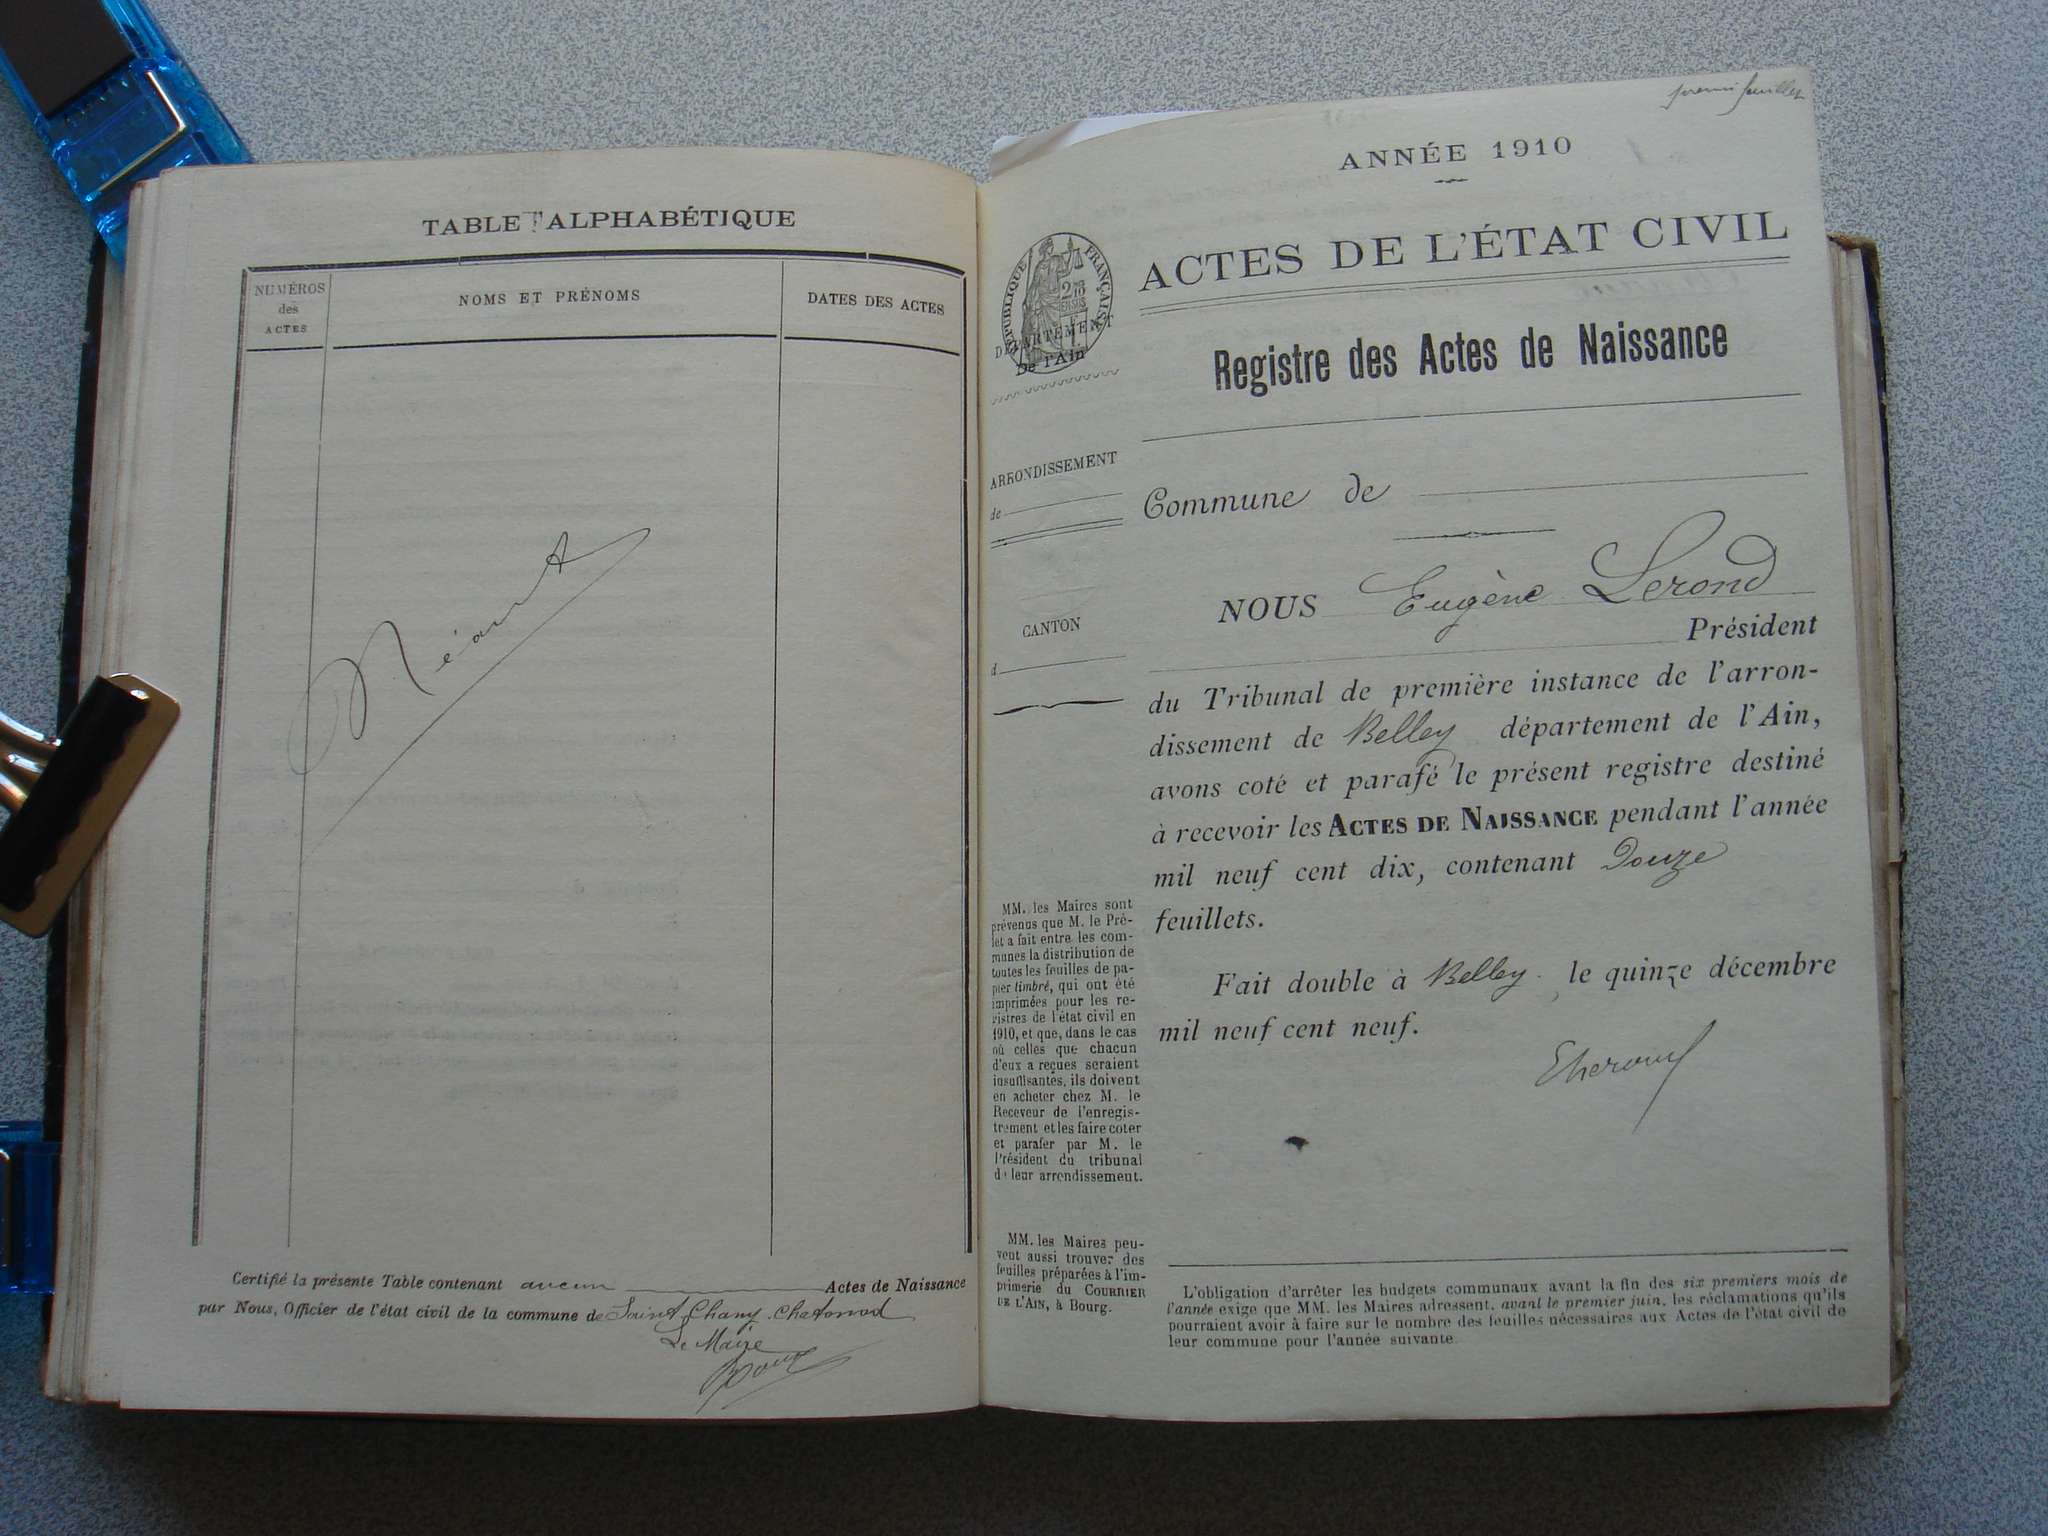 TABLE ALPHABÉTIQUE
NUMÉROS
des
ACTES
NOMS ET PRÉNOMS
DATES DES ACTES
Néant
Certifié la présente Table contenant aucun Actes de Naissance
par Nous, Officier de l'état civil de la commune de Saint-Champ-Chatonod
Le Maire
premier feuillet
ANNÉE 1910
ACTES DE L'ÉTAT CIVIL
RÉPUBLIQUE FRANÇAISE
DÉPARTEMENT
De l'Ain
Registre des Actes de Naissance
ARRONDISSEMENT
de
CANTON
d
Commune de
NOUS Eugène Lerond
Président
du Tribunal de première instance de l'arron-
dissement de Belley département de l'Ain,
avons coté et parafé le présent registre destiné
à recevoir les ACTES DE NAISSANCE pendant l'année
mil neuf cent dix, contenant Douze
feuillets.
Fait double à Belley, le quinze décembre
mil neuf cent neuf.
MM. les Maires sont
prévenus que M. le Pré-
fet a fait entre les com-
munes la distribution de
toutes les feuilles de pa-
pier timbré, qui ont été
imprimées pour les re-
gistres de l'état civil en
1910, et que, dans le cas
où celles que chacun
d'eux a reçues seraient
insuffisantes, ils doivent
en acheter chez M. le
Receveur de l'enregis-
trement et les faire coter
et parafer par M. le
Président du tribunal
de leur arrondissement.
MM. les Maires peu-
vent aussi trouver des
feuilles préparées à l'im-
primerie du COURRIER
DE L'AIN, à Bourg.
L'obligation d'arrêter les budgets communaux avant la fin des six premiers mois de
l'année exige que MM. les Maires adressent, avant le premier juin, les réclamations qu'ils
pourraient avoir à faire sur le nombre des feuilles nécessaires aux Actes de l'état civil de
leur commune pour l'année suivante.